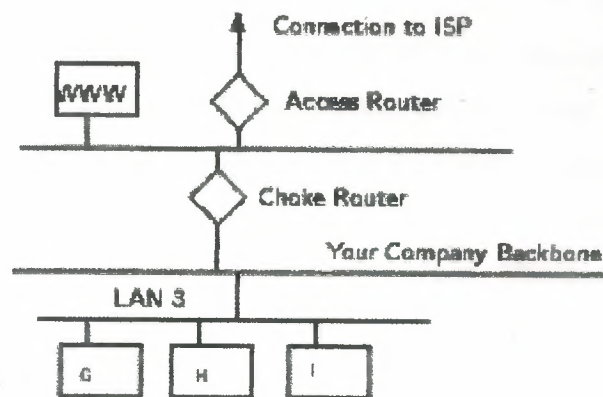 Connection to ISP
WWW
Access Router
Choke Router
Your Company Backbone
LAN 3
G
H
I